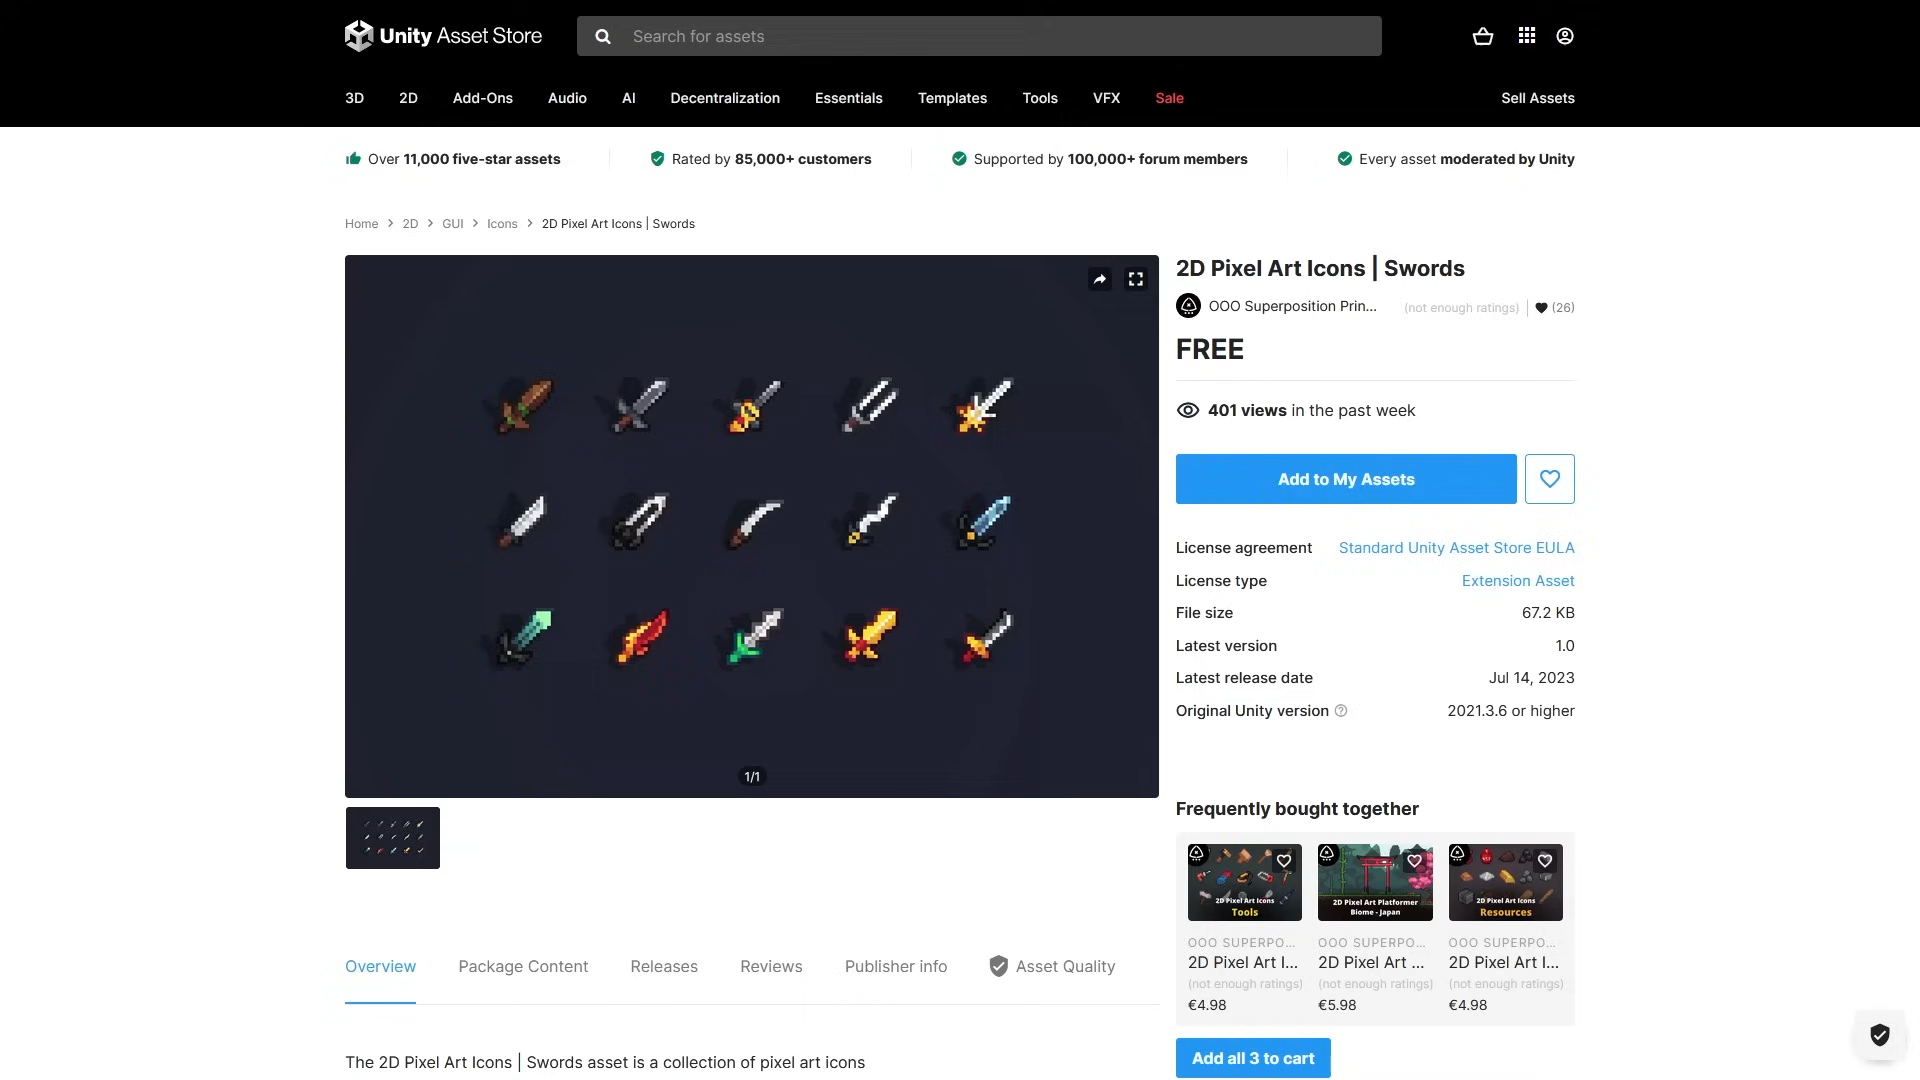 Unity Asset Store
Search for assets
3D 2D Add-Ons Audio AI Decentralization Essentials Templates Tools VFX Sale Sell Assets
Over 11,000 five-star assets
Rated by 85,000+ customers
Supported by 100,000+ forum members
Every asset moderated by Unity
Home > 2D > GUI > Icons > 2D Pixel Art Icons | Swords
1/1
2D Pixel Art Icons | Swords
OOO Superposition Prin... (not enough ratings) | (26)
FREE
401 views in the past week
Add to My Assets
License agreement Standard Unity Asset Store EULA
License type Extension Asset
File size 67.2 KB
Latest version 1.0
Latest release date Jul 14, 2023
Original Unity version 2021.3.6 or higher
Frequently bought together
2D Pixel Art Icons
Tools
2D Pixel Art Platformer
Biome - Japan
2D Pixel Art Icons
Resources
OOO SUPERPO... OOO SUPERPO... OOO SUPERPO...
2D Pixel Art I... 2D Pixel Art ... 2D Pixel Art I...
(not enough ratings) (not enough ratings) (not enough ratings)
€4.98 €5.98 €4.98
Add all 3 to cart
Overview Package Content Releases Reviews Publisher info Asset Quality
The 2D Pixel Art Icons | Swords asset is a collection of pixel art icons